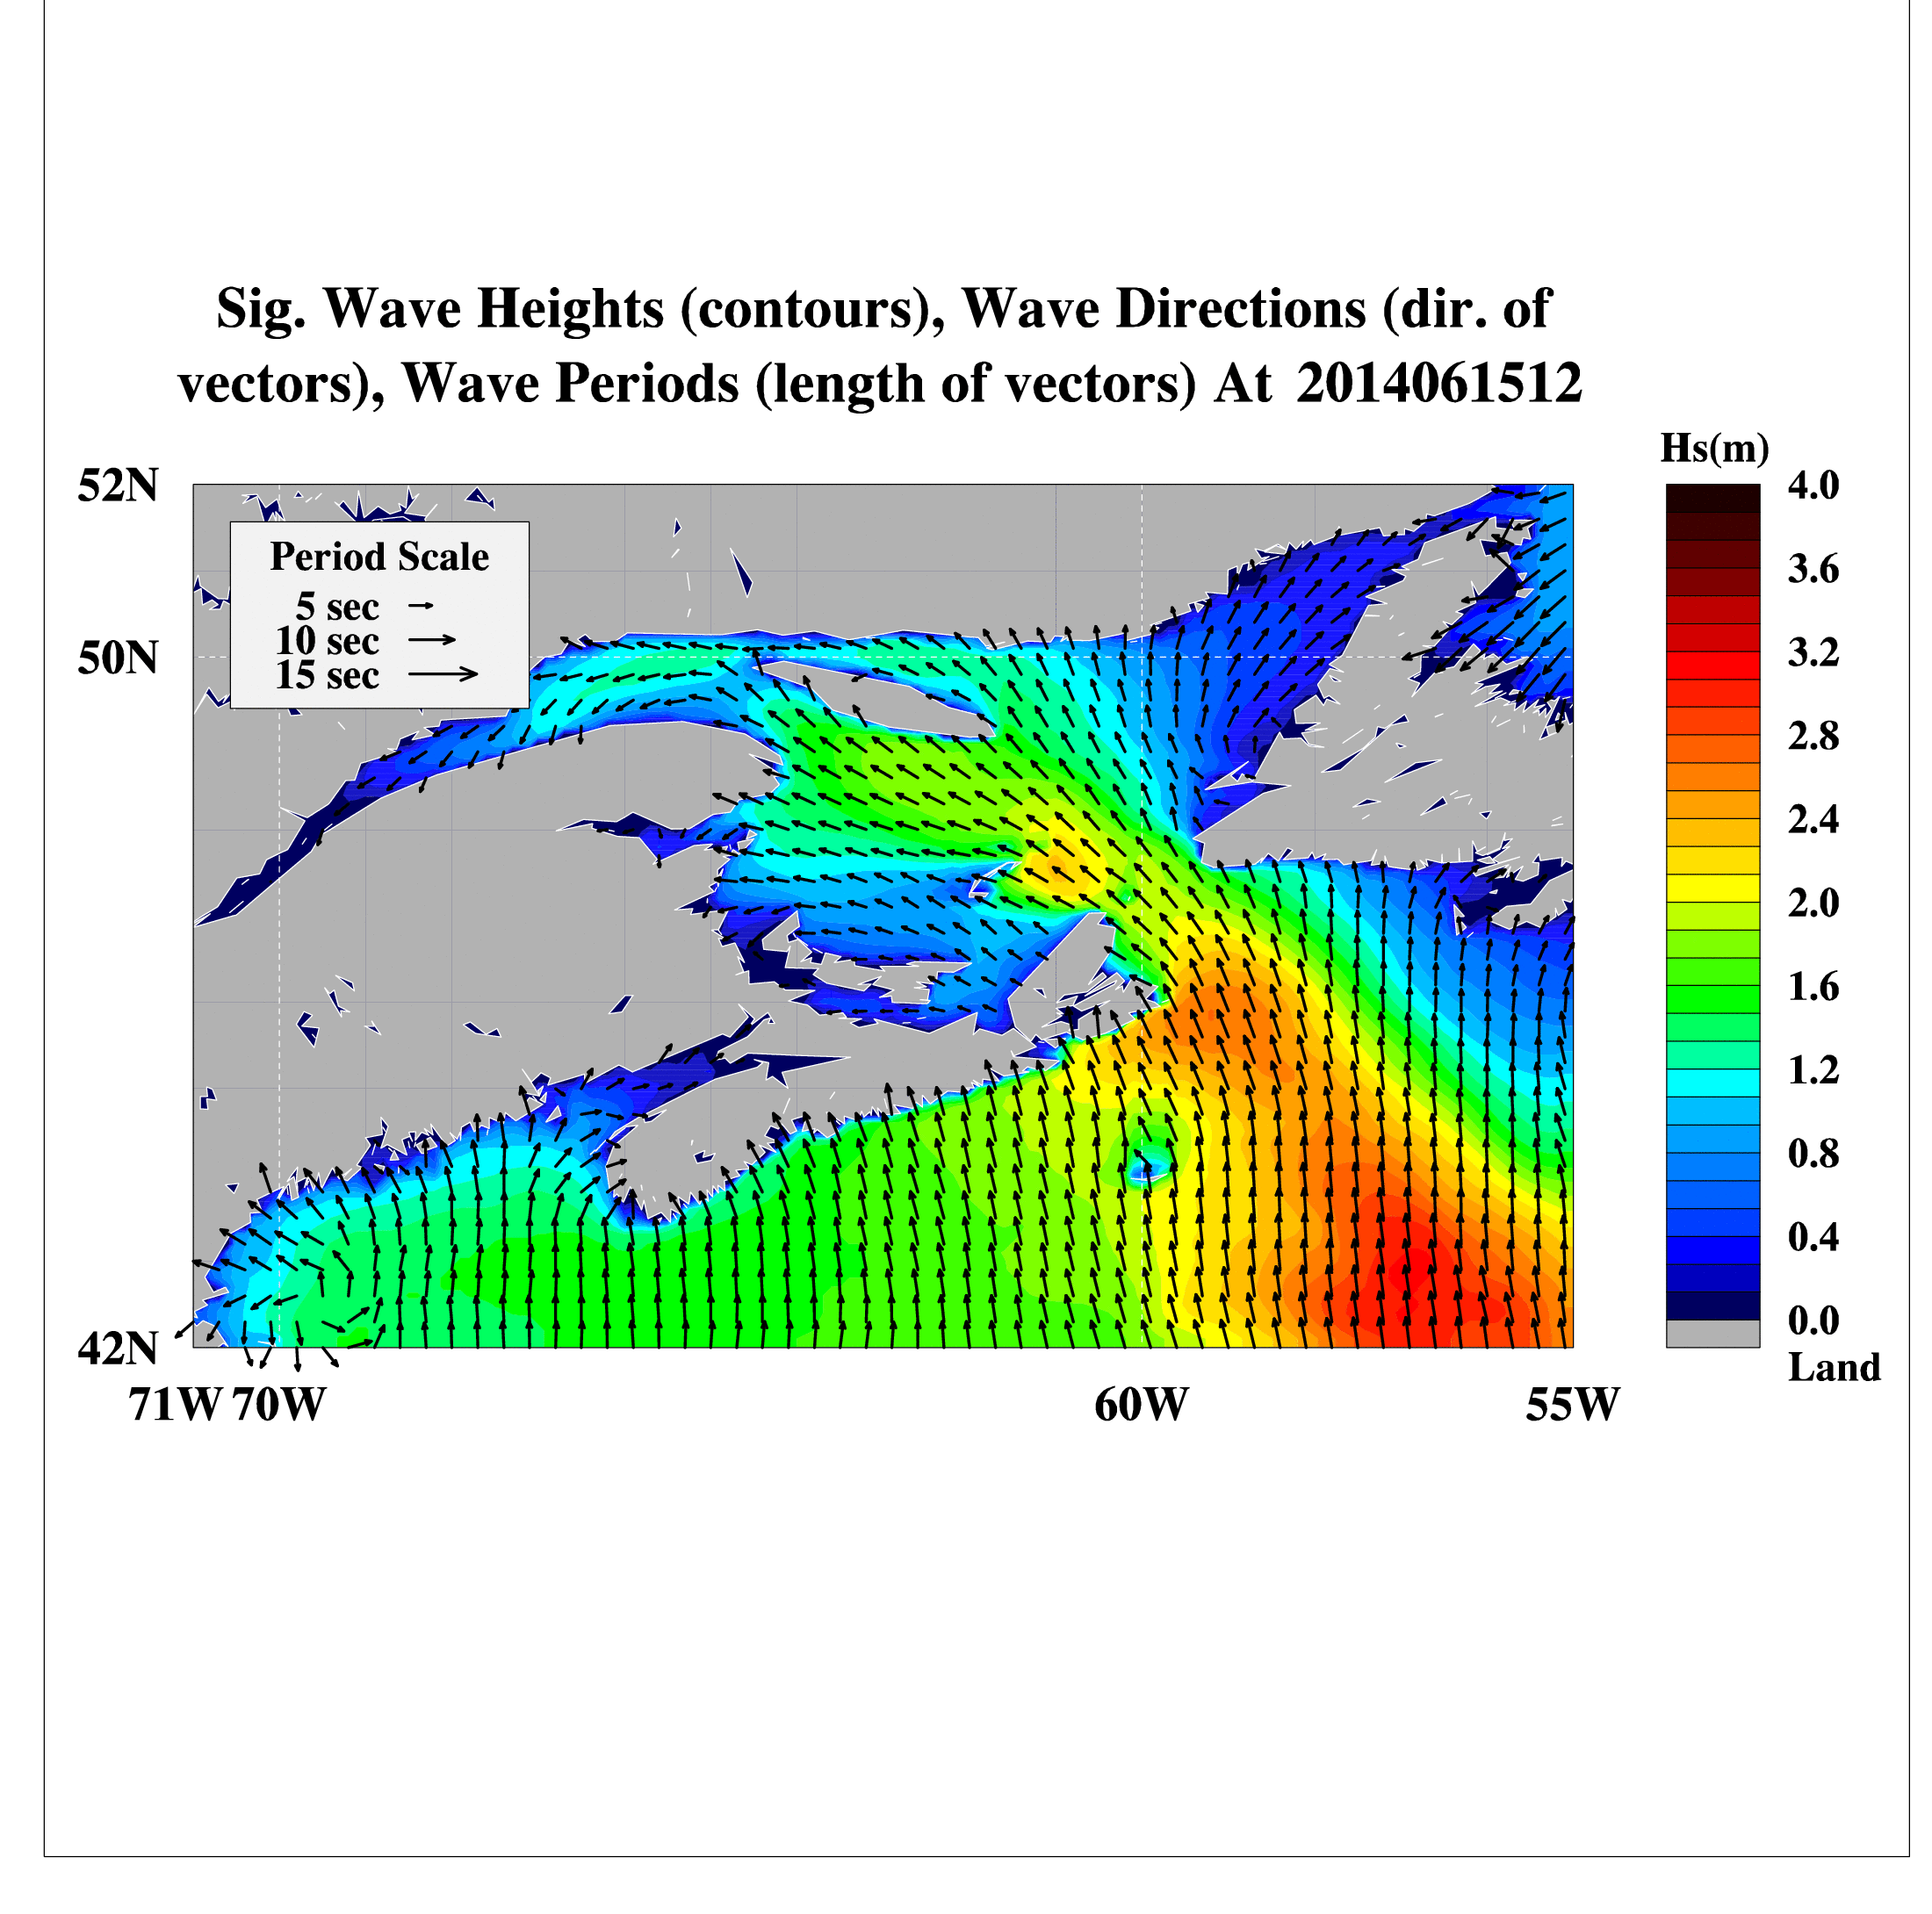 Sig. Wave Heights (contours), Wave Directions (dir. of
vectors), Wave Periods (length of vectors) At 2014061512
Hs(m)
52N
50N
42N
Period Scale
5 sec
10 sec
15 sec
4.0
3.6
3.2
2.8
2.4
2.0
1.6
1.2
0.8
0.4
0.0
Land
71W 70W 60W 55W